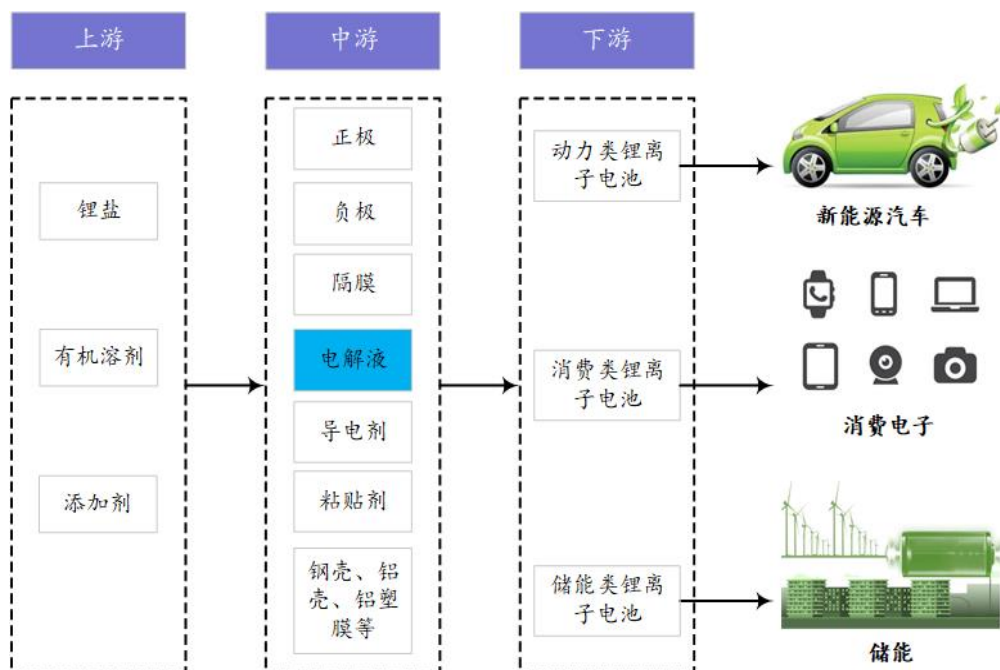 上游
中游
下游
锂盐
有机溶剂
添加剂
正极
负极
隔膜
电解液
导电剂
粘贴剂
钢壳、铝
壳、铝塑
膜等
动力类锂离
子电池
消费类锂离
子电池
储能类锂离
子电池
新能源汽车
消费电子
储能